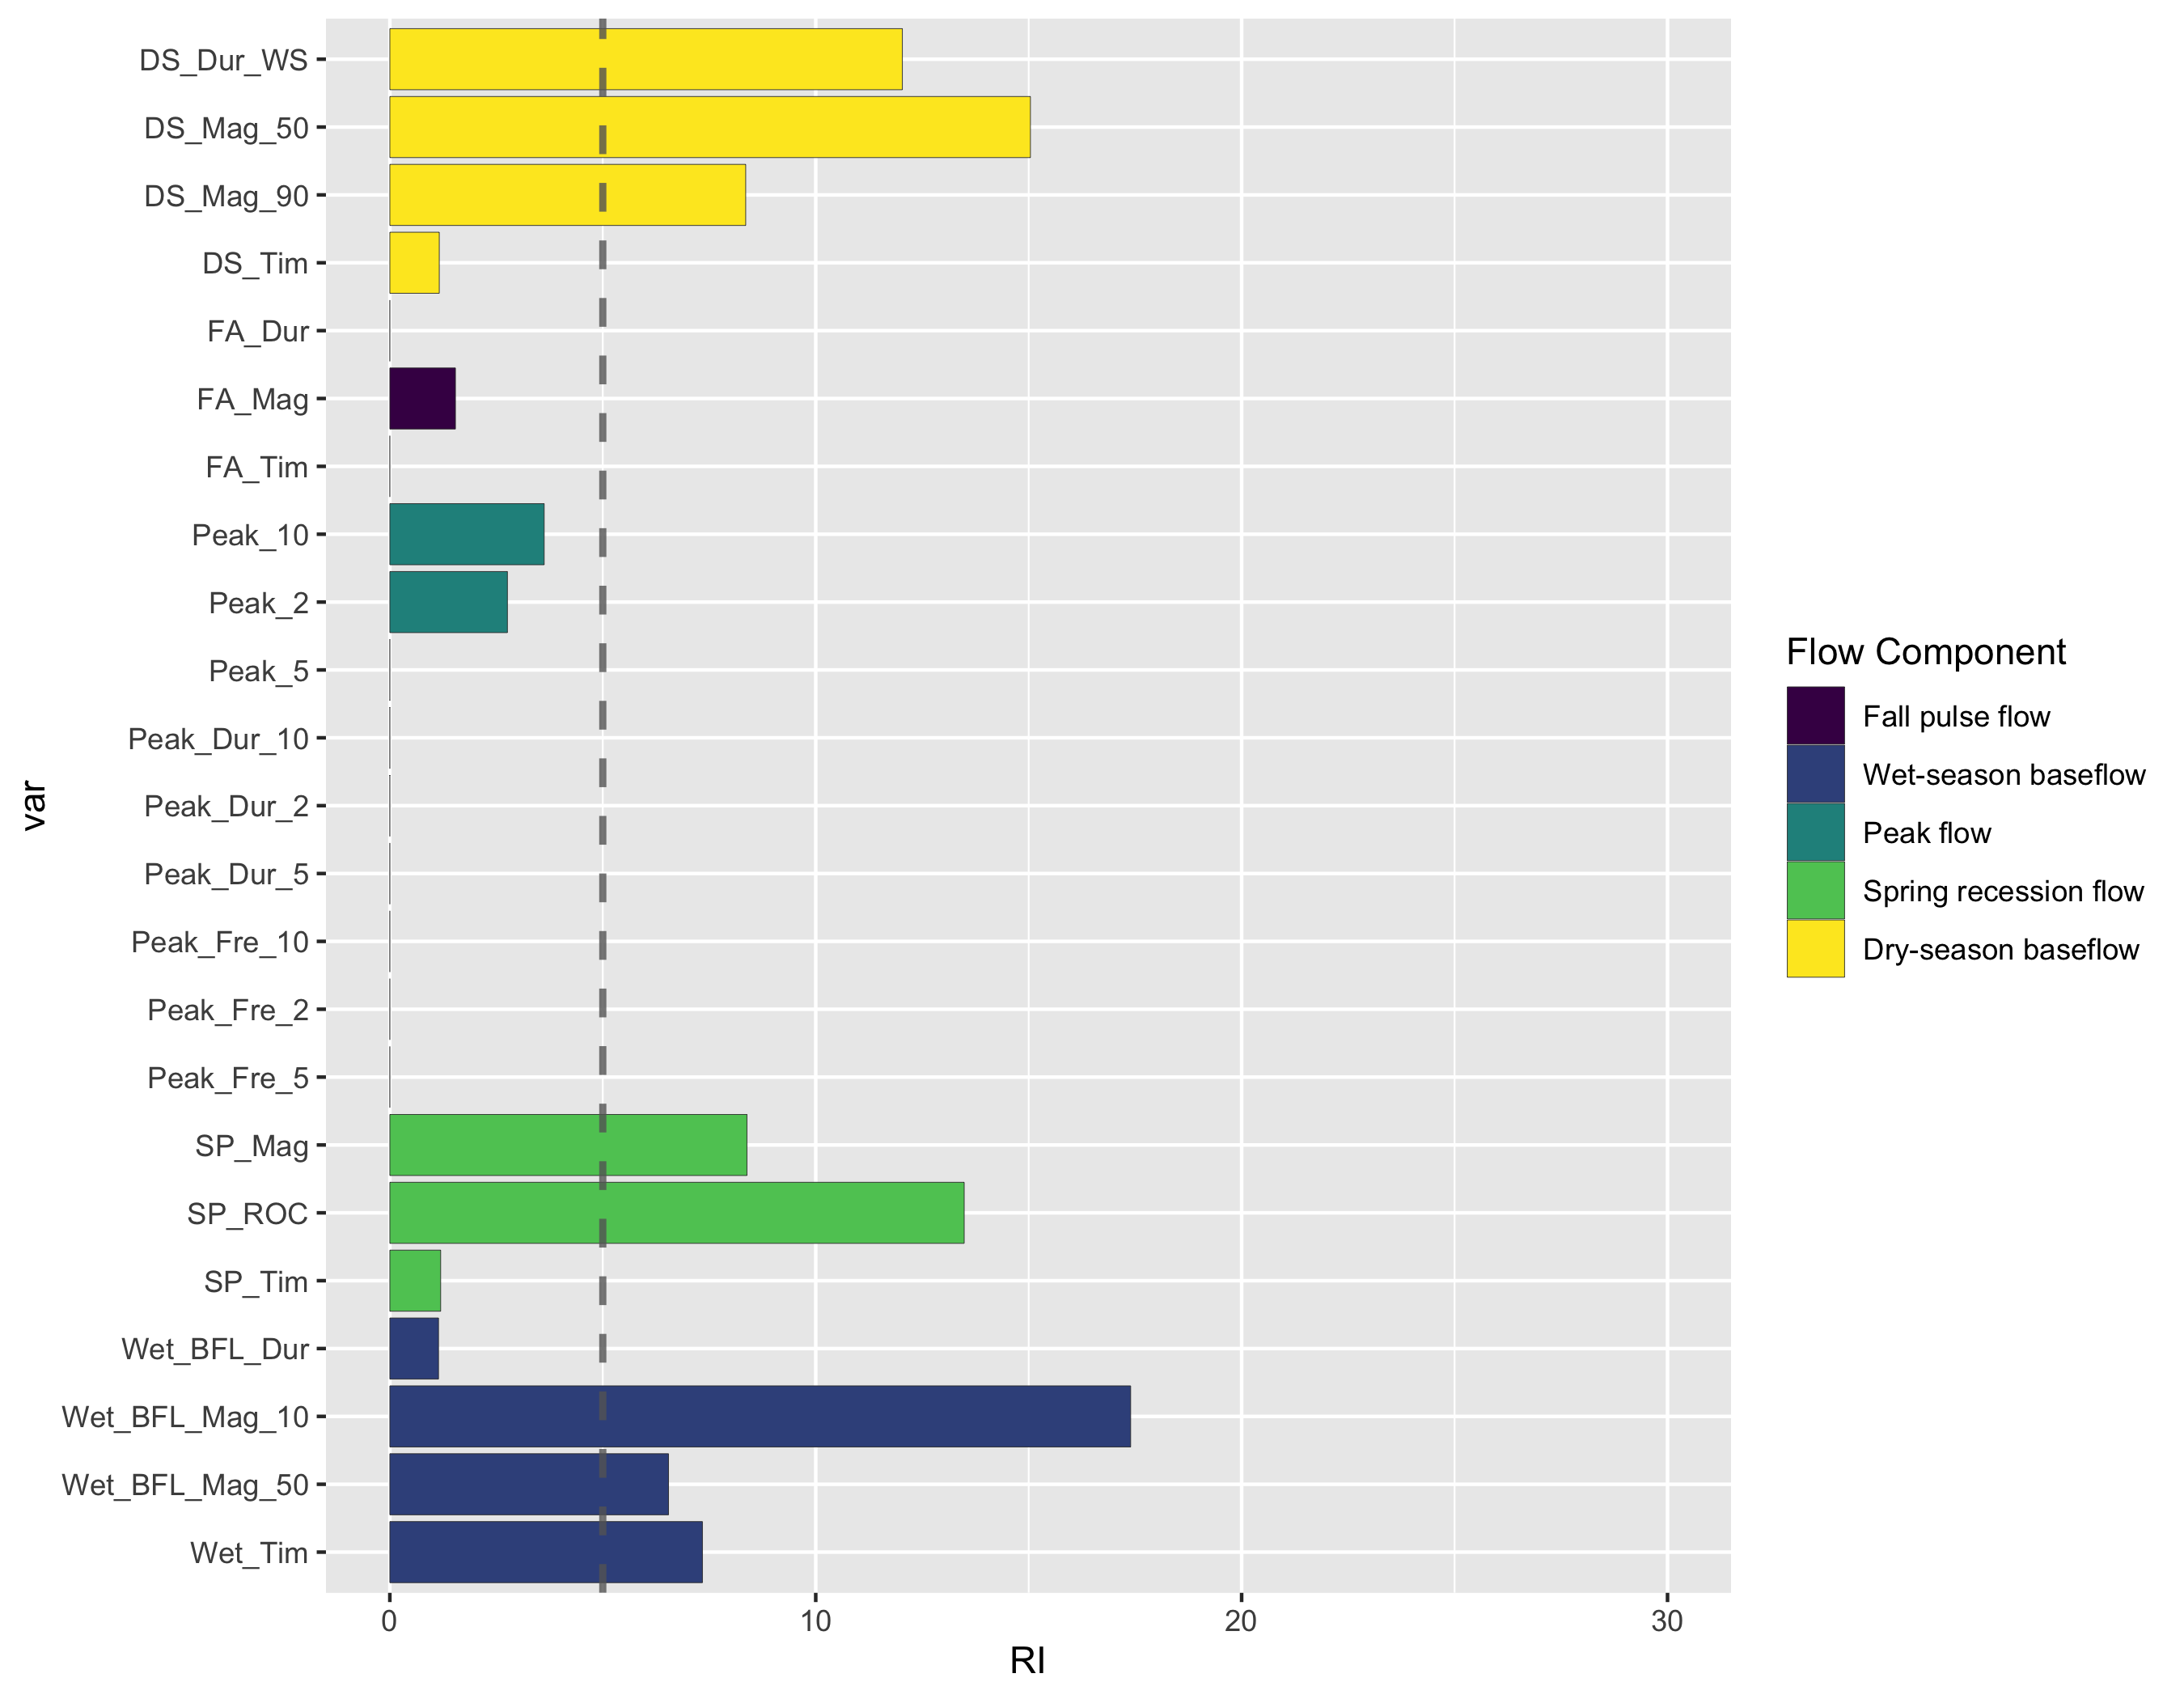 DS_Dur_WS
DS_Mag_50
DS_Mag_90
DS_Tim
FA_Dur
FA_Mag
FA_Tim
Peak_10
Peak_2
Peak_5
Peak_Dur_10
Peak_Dur_2
Peak_Dur_5
Peak_Fre_10
Peak_Fre_2
Peak_Fre_5
SP_Mag
SP_ROC
SP_Tim
Wet_BFL_Dur
Wet_BFL_Mag_10
Wet_BFL_Mag_50
Wet_Tim
var
0 10 20 30
RI
Flow Component
Fall pulse flow
Wet-season baseflow
Peak flow
Spring recession flow
Dry-season baseflow